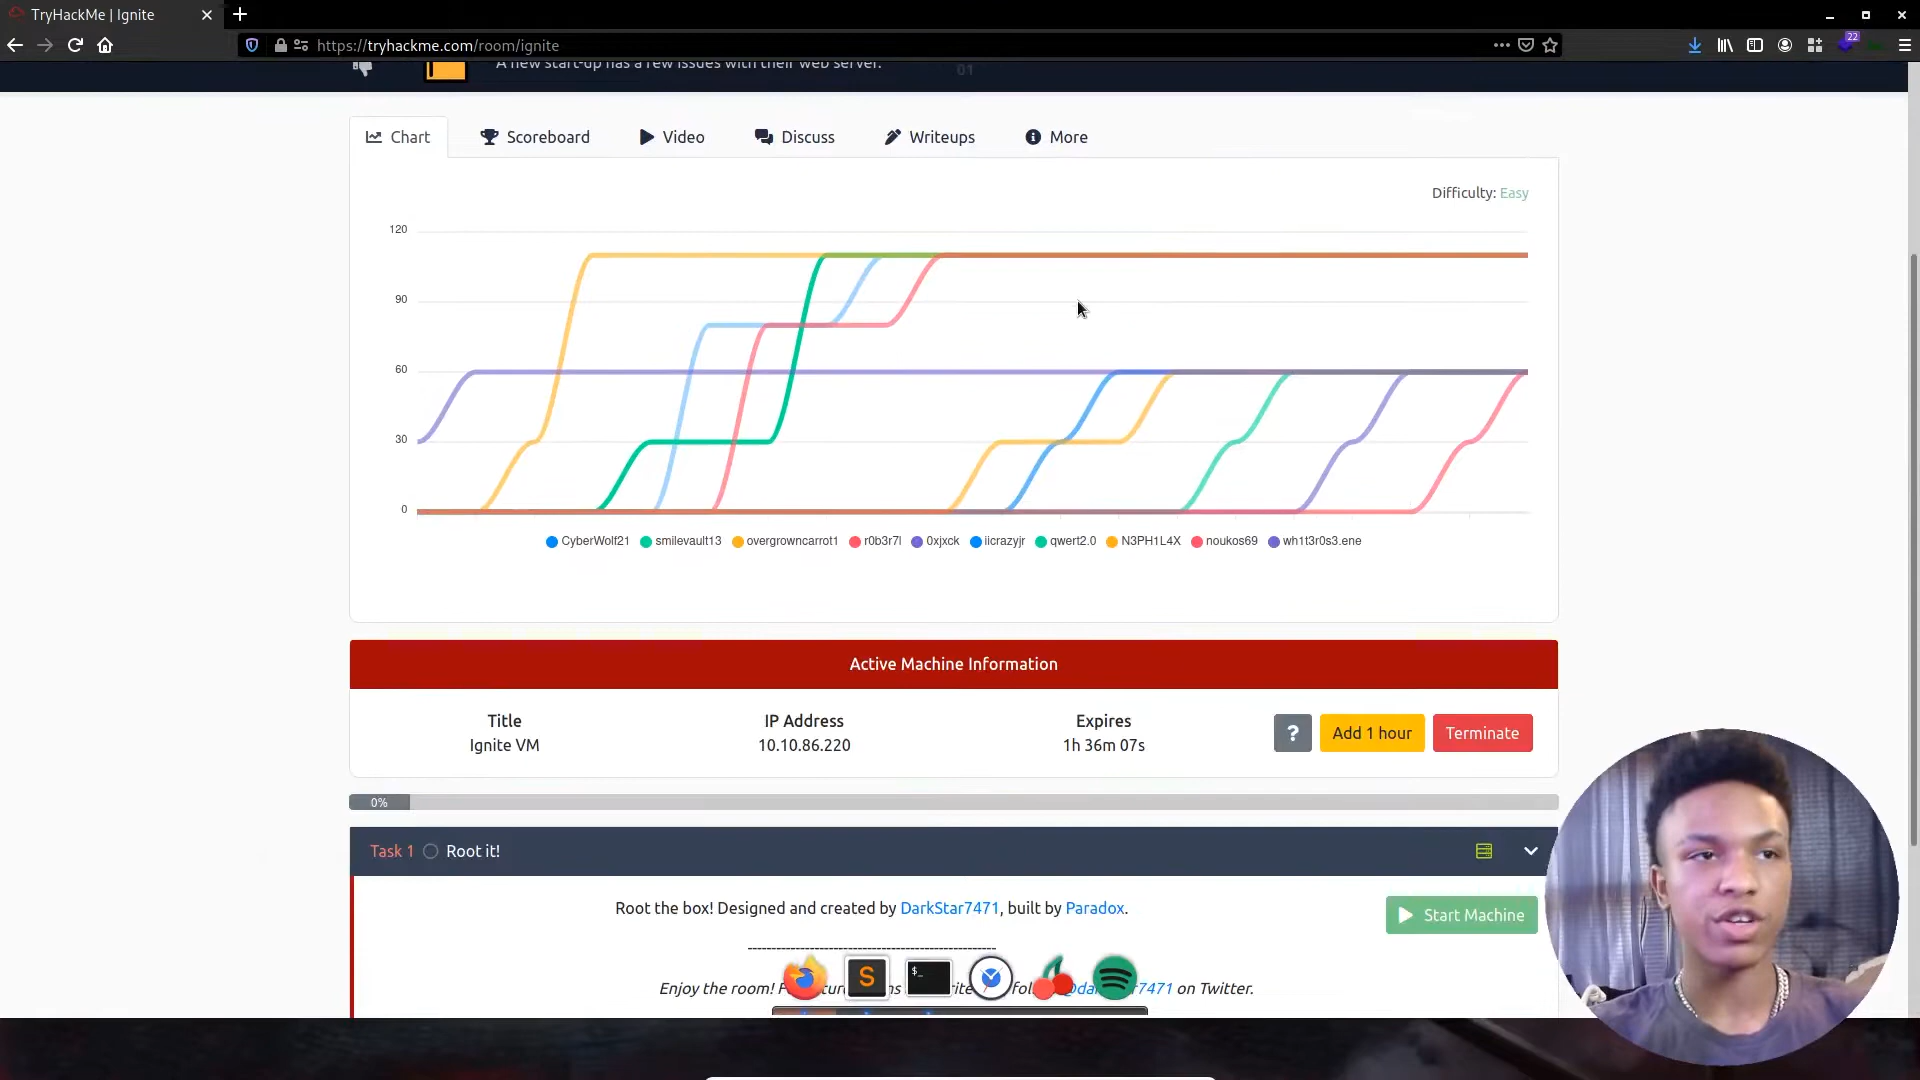 TryHackMe | Ignite
https://tryhackme.com/room/ignite
22
A new start-up has a few issues with their web server.
01
Chart
Scoreboard
Video
Discuss
Writeups
More
Difficulty: Easy
120
90
60
30
0
CyberWolf21 smilevault13 overgrowncarrot1 r0b3r7l 0xjxck iicrazyjr qwert2.0 N3PH1L4X noukos69 wh1t3r0s3.ene
Active Machine Information
Title IP Address Expires
Ignite VM 10.10.86.220 1h 36m 07s
? Add 1 hour Terminate
0%
Task 1 Root it!
Root the box! Designed and created by DarkStar7471, built by Paradox.
Start Machine
----------------------------------------------------
Enjoy the room! on Twitter.
S
$_